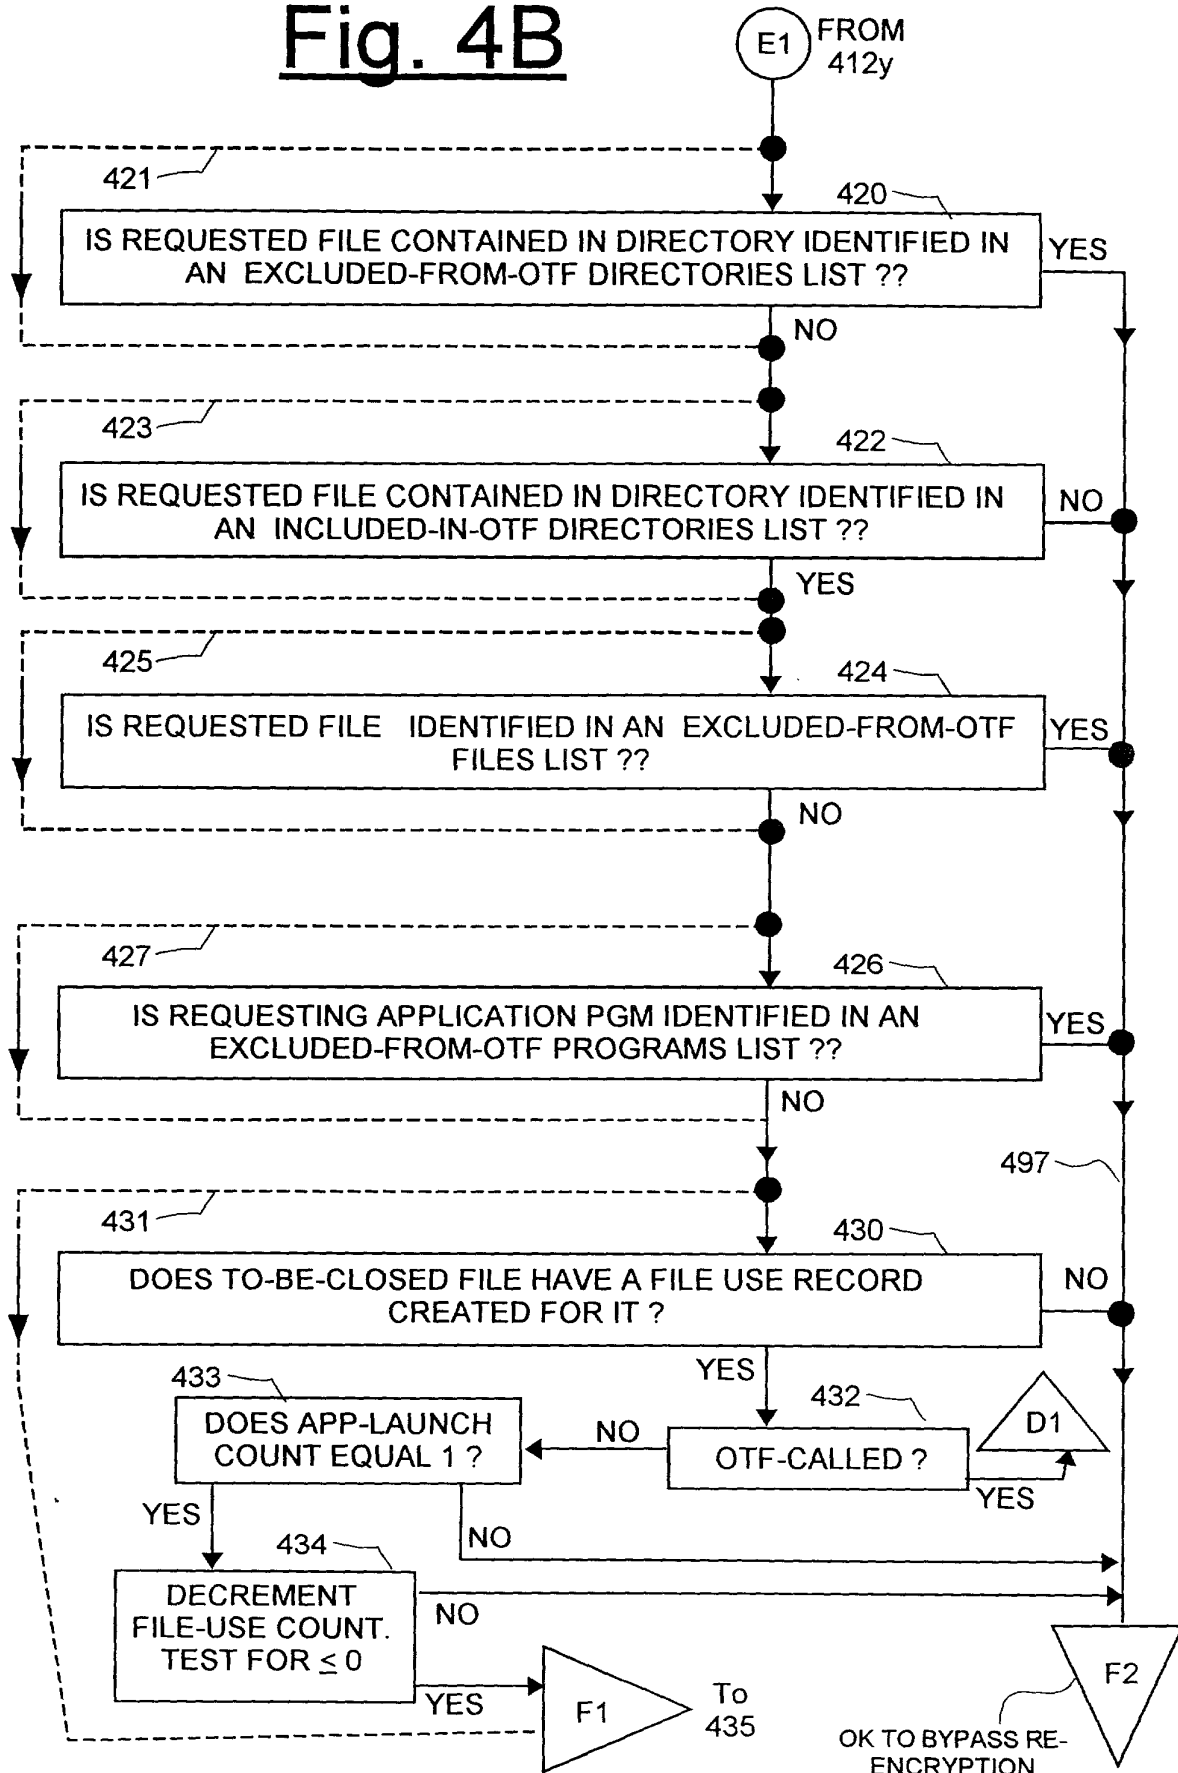 Fig. 4B
E1
FROM
412y
421
420
IS REQUESTED FILE CONTAINED IN DIRECTORY IDENTIFIED IN
AN EXCLUDED-FROM-OTF DIRECTORIES LIST ??
YES
NO
423
422
IS REQUESTED FILE CONTAINED IN DIRECTORY IDENTIFIED IN
AN INCLUDED-IN-OTF DIRECTORIES LIST ??
NO
YES
425
424
IS REQUESTED FILE IDENTIFIED IN AN EXCLUDED-FROM-OTF
FILES LIST ??
YES
NO
427
426
IS REQUESTING APPLICATION PGM IDENTIFIED IN AN
EXCLUDED-FROM-OTF PROGRAMS LIST ??
YES
NO
497
431
430
DOES TO-BE-CLOSED FILE HAVE A FILE USE RECORD
CREATED FOR IT ?
NO
YES
433
432
D1
DOES APP-LAUNCH
COUNT EQUAL 1 ?
NO
OTF-CALLED ?
YES
YES
NO
434
DECREMENT
FILE-USE COUNT.
TEST FOR ≤ 0
NO
YES
F1
To
435
F2
OK TO BYPASS RE-
ENCRYPTION